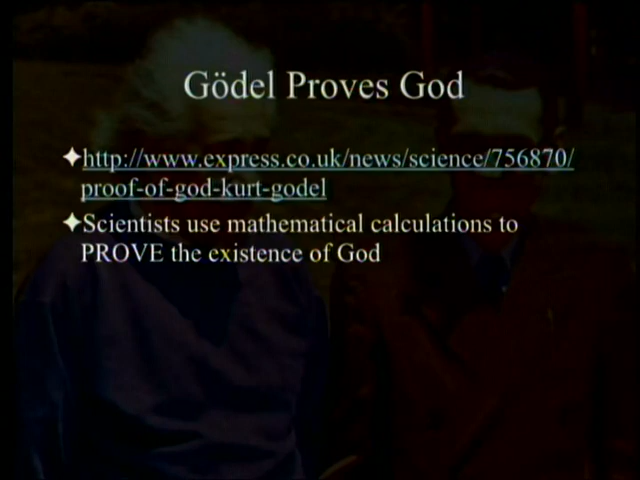 Gödel Proves God
http://www.express.co.uk/news/science/756870/
proof-of-god-kurt-godel
Scientists use mathematical calculations to
PROVE the existence of God